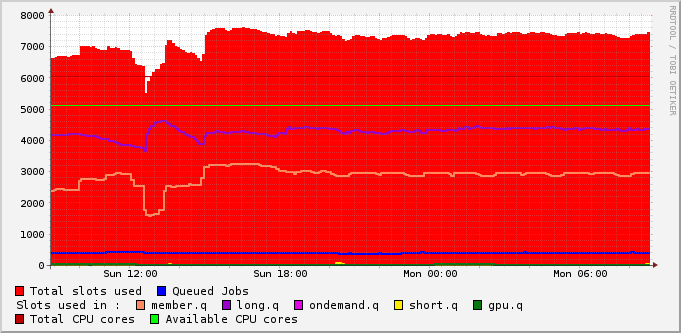 8000
7000
6000
5000
4000
3000
2000
1000
0
Sun 12:00 Sun 18:00 Mon 00:00 Mon 06:00
Total slots used Queued Jobs
Slots used in : member.q long.q ondemand.q short.q gpu.q
Total CPU cores Available CPU cores
RRDTOOL / TOBI OETIKER